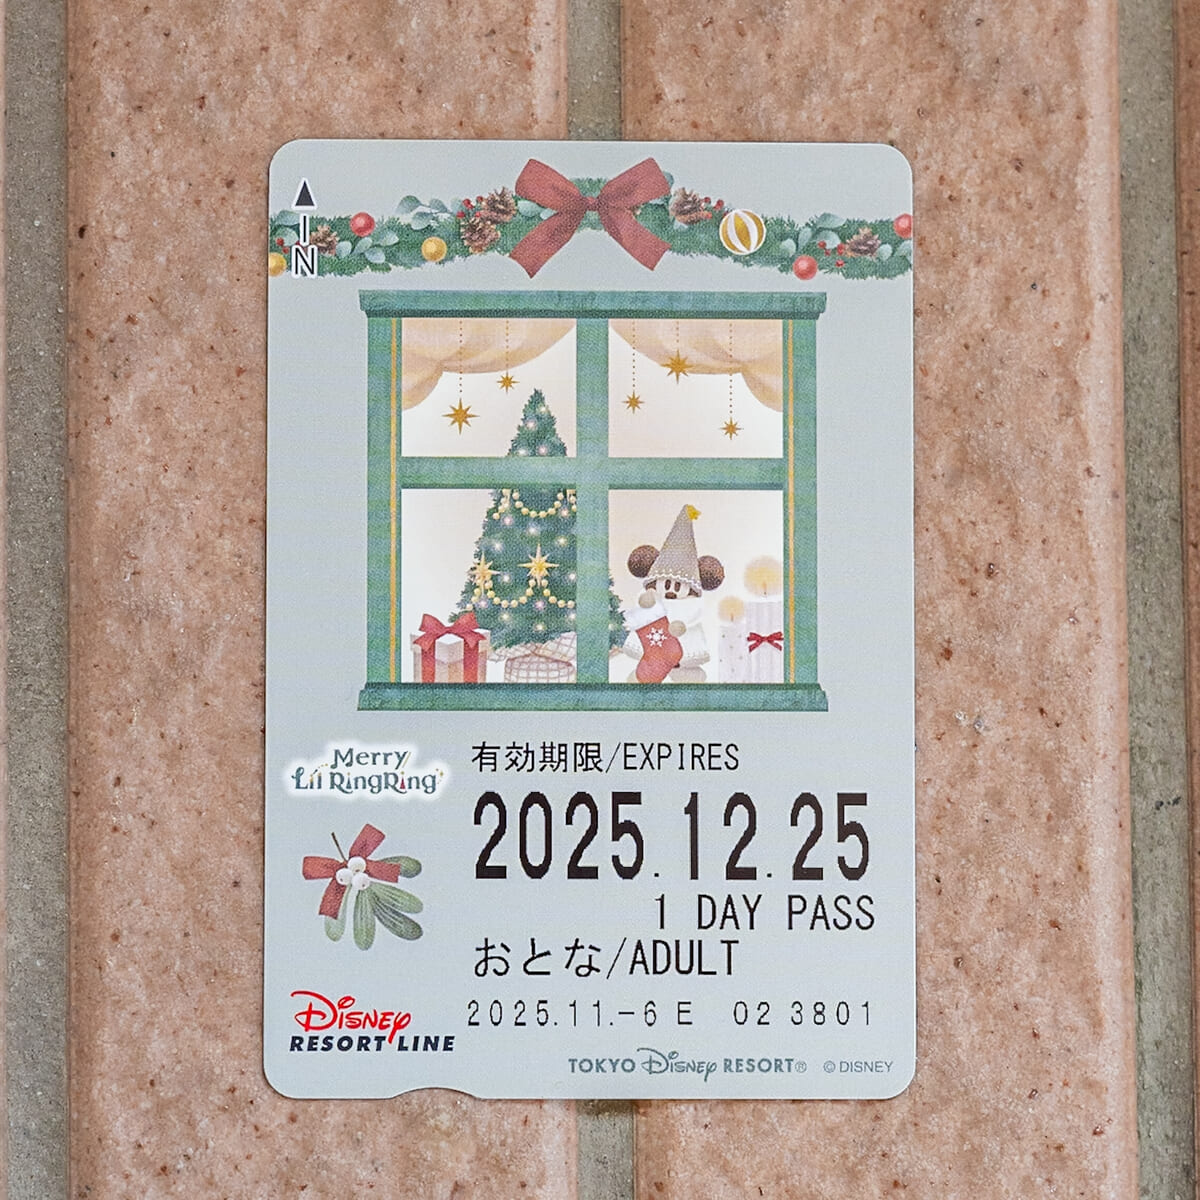 IN
Merry
Lil RingRing
有効期限/EXPIRES
2025.12.25
1 DAY PASS
おとな/ADULT
2025.11.-6 E 02 3801
Disney
RESORT LINE
TOKYO Disney RESORT® © DISNEY